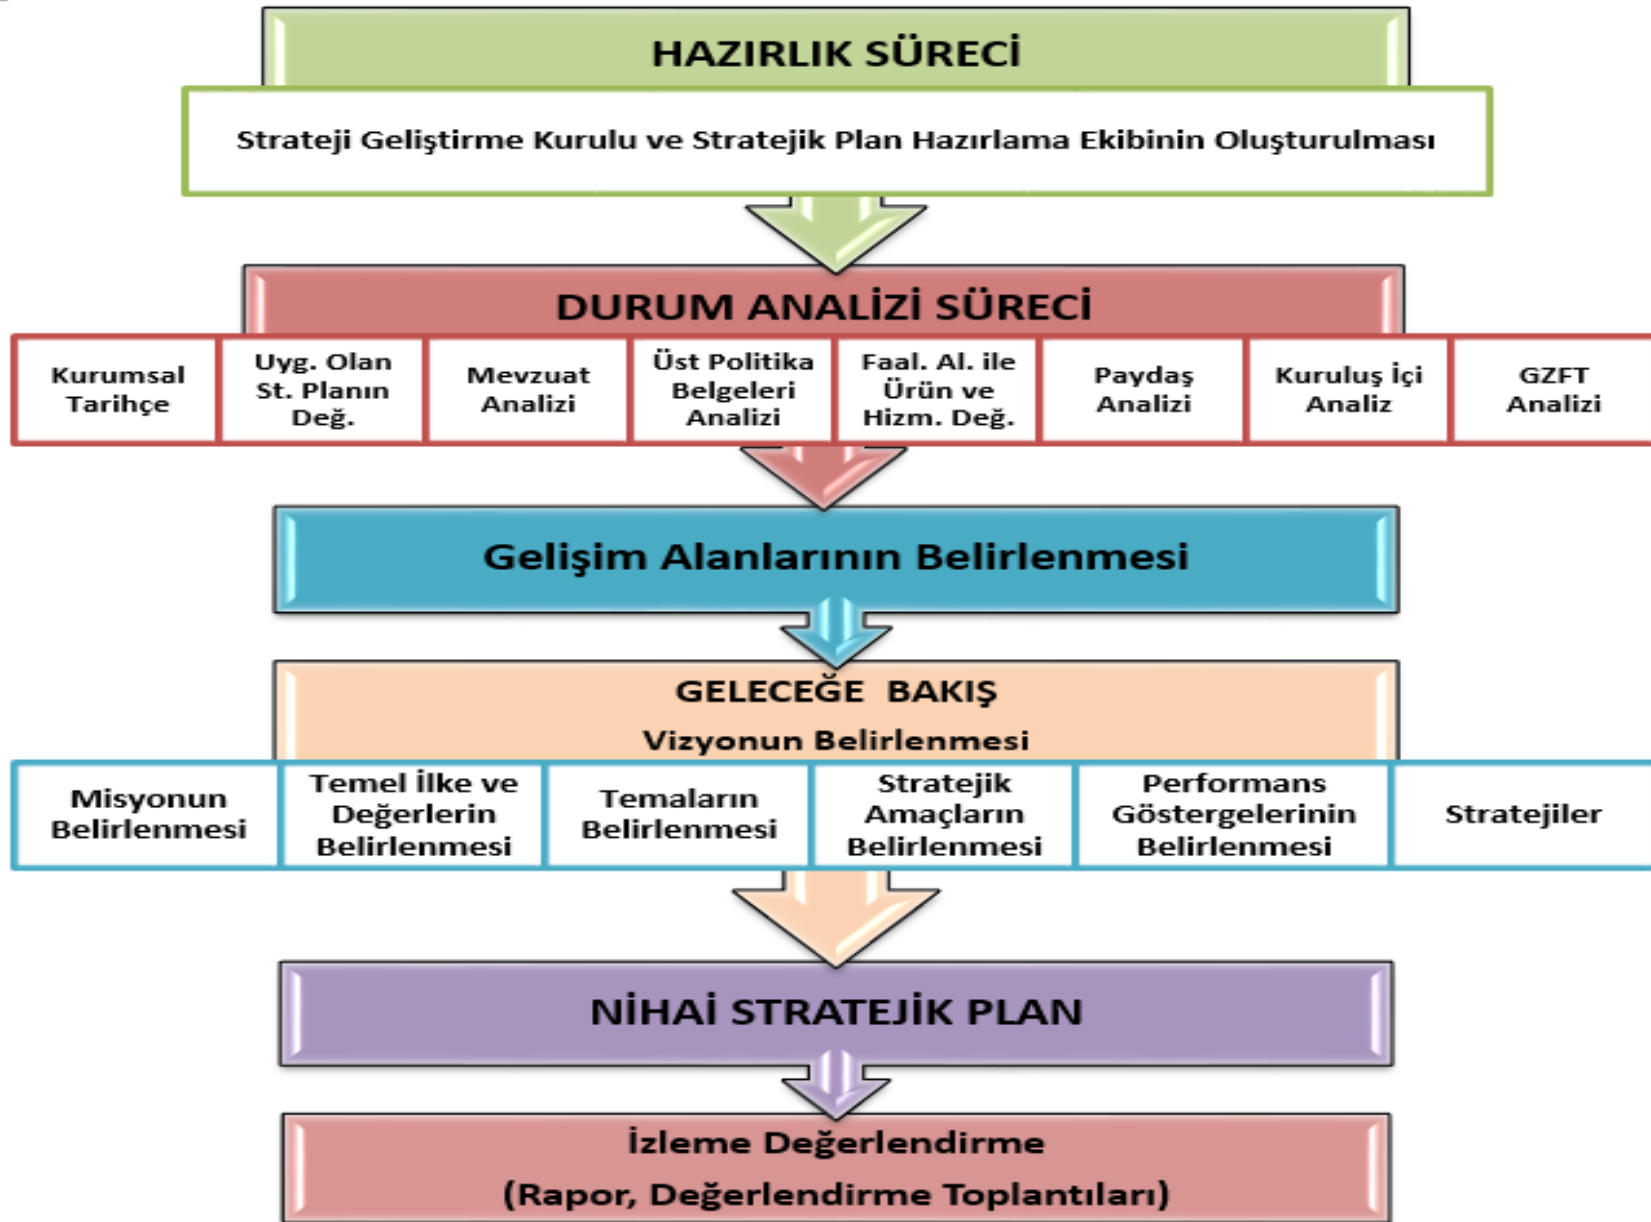 HAZIRLIK SÜRECİ
Strateji Geliştirme Kurulu ve Stratejik Plan Hazırlama Ekibinin Oluşturulması
DURUM ANALİZİ SÜRECİ
Kurumsal
Tarihçe
Uyg. Olan
St. Planın
Değ.
Mevzuat
Analizi
Üst Politika
Belgeleri
Analizi
Faal. Al. ile
Ürün ve
Hizm. Değ.
Paydaş
Analizi
Kuruluş İçi
Analiz
GZFT
Analizi
Gelişim Alanlarının Belirlenmesi
GELECEĞE BAKIŞ
Vizyonun Belirlenmesi
Misyonun
Belirlenmesi
Temel İlke ve
Değerlerin
Belirlenmesi
Temaların
Belirlenmesi
Stratejik
Amaçların
Belirlenmesi
Performans
Göstergelerinin
Belirlenmesi
Stratejiler
NİHAİ STRATEJİK PLAN
İzleme Değerlendirme
(Rapor, Değerlendirme Toplantıları)